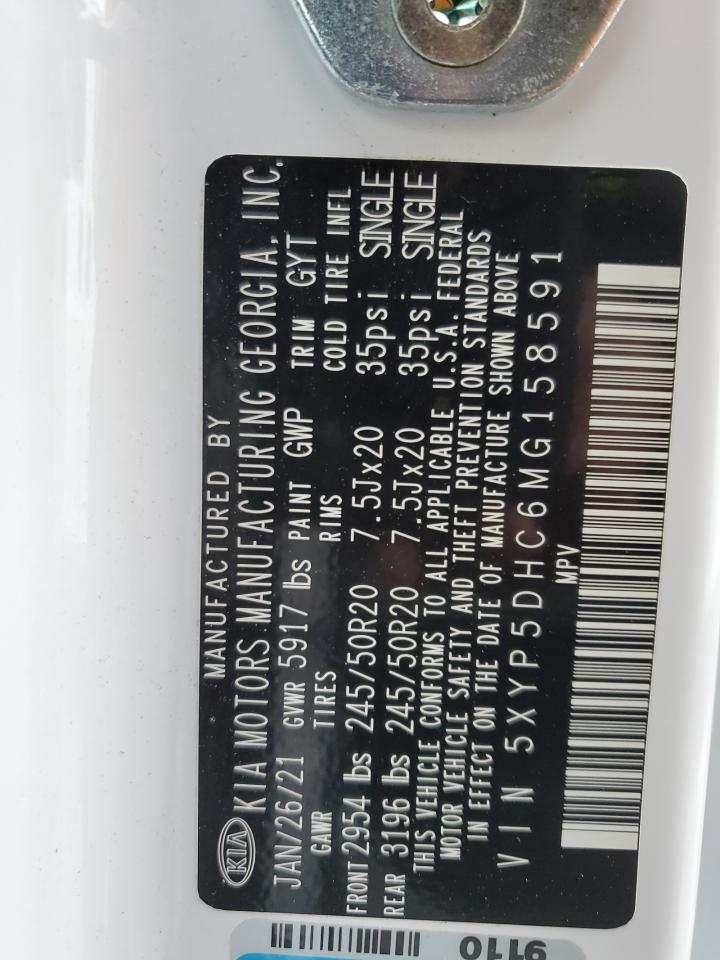 MANUFACTURED BY
KIA KIA MOTORS MANUFACTURING GEORGIA, INC.
JAN/26/21 GVWR 5917 lbs PAINT GWP TRIM GYT
GAWR TIRES RIMS COLD TIRE INFL
FRONT 2954 lbs 245/50R20 7.5Jx20 35psi SINGLE
REAR 3196 lbs 245/50R20 7.5Jx20 35psi SINGLE
THIS VEHICLE CONFORMS TO ALL APPLICABLE U.S.A. FEDERAL
MOTOR VEHICLE SAFETY AND THEFT PREVENTION STANDARDS
IN EFFECT ON THE DATE OF MANUFACTURE SHOWN ABOVE
VIN 5XYP5DHC6MG158591
MPV
9110